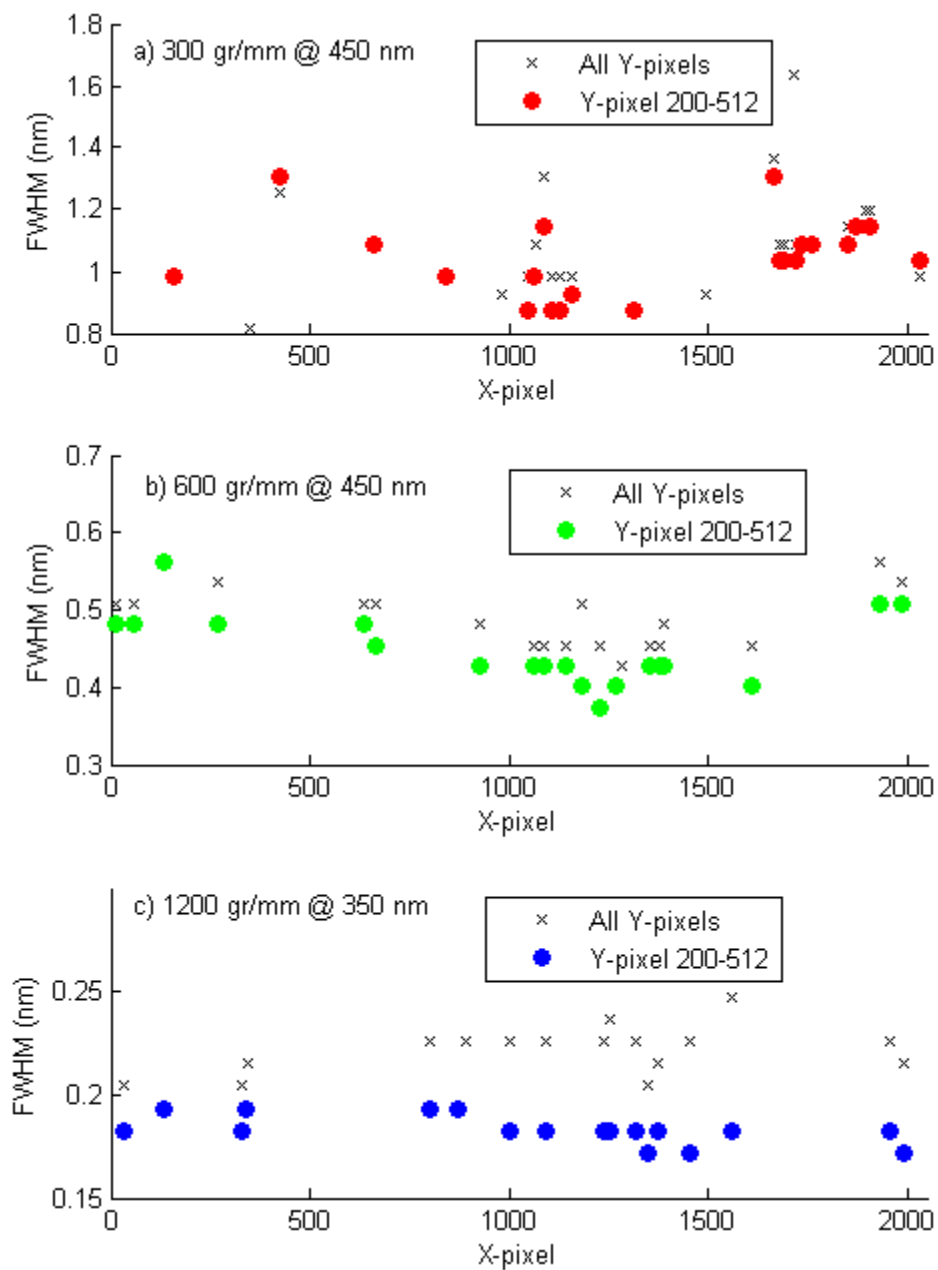 1.8
a) 300 gr/mm @ 450 nm
All Y-pixels
Y-pixel 200-512
1.6
1.4
1.2
1
0.8
FWHM (nm)
0 500 1000 1500 2000
X-pixel
0.7
b) 600 gr/mm @ 450 nm
All Y-pixels
Y-pixel 200-512
0.6
0.5
0.4
0.3
FWHM (nm)
0 500 1000 1500 2000
X-pixel
c) 1200 gr/mm @ 350 nm
All Y-pixels
Y-pixel 200-512
0.25
0.2
0.15
FWHM (nm)
0 500 1000 1500 2000
X-pixel